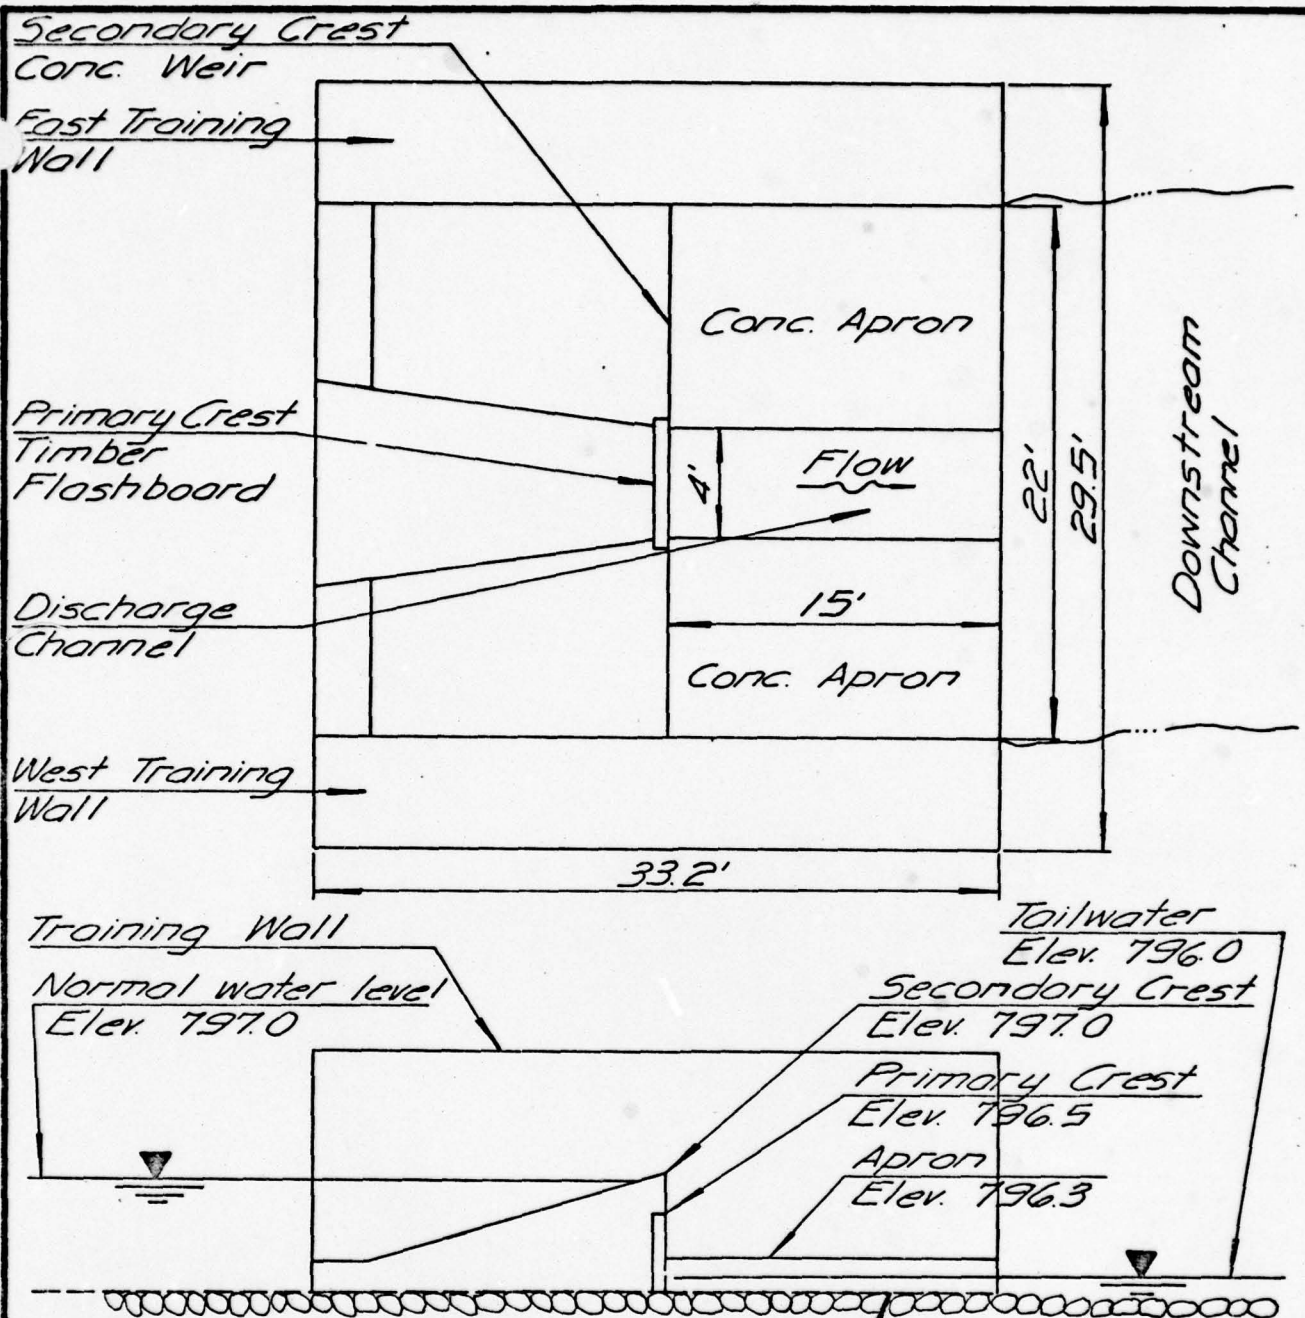 Secondary Crest
Conc. Weir
East Training
Wall
Conc. Apron
Primary Crest
Timber
Flashboard
4'
Flow
22'
29.5'
Downstream
Channel
Discharge
Channel
15'
Conc. Apron
West Training
Wall
33.2'
Training Wall
Normal water level
Elev. 797.0
Tailwater
Elev. 796.0
Secondary Crest
Elev. 797.0
Primary Crest
Elev. 796.5
Apron
Elev. 796.3